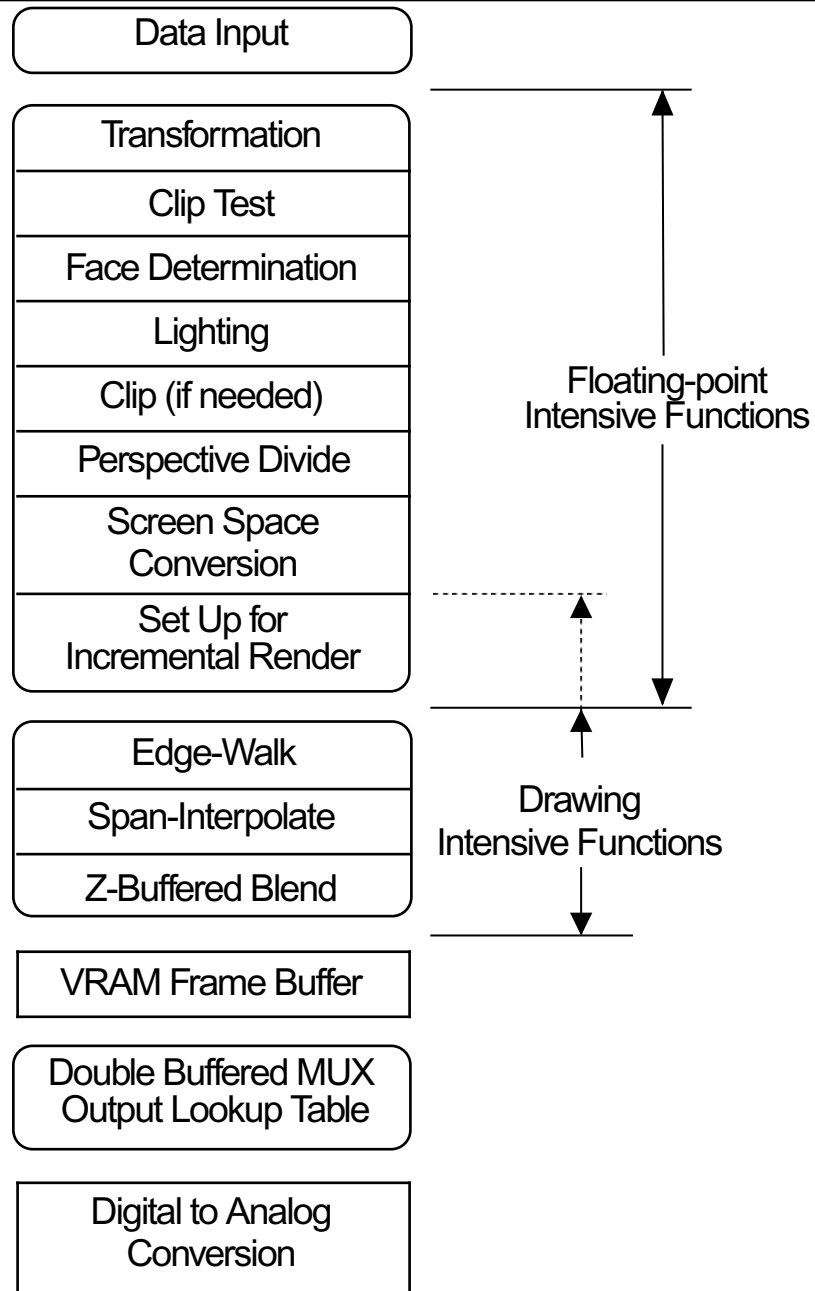 Data Input
Transformation
Clip Test
Face Determination
Lighting
Clip (if needed)
Perspective Divide
Screen Space
Conversion
Set Up for
Incremental Render
Floating-point
Intensive Functions
Edge-Walk
Span-Interpolate
Z-Buffered Blend
Drawing
Intensive Functions
VRAM Frame Buffer
Double Buffered MUX
Output Lookup Table
Digital to Analog
Conversion